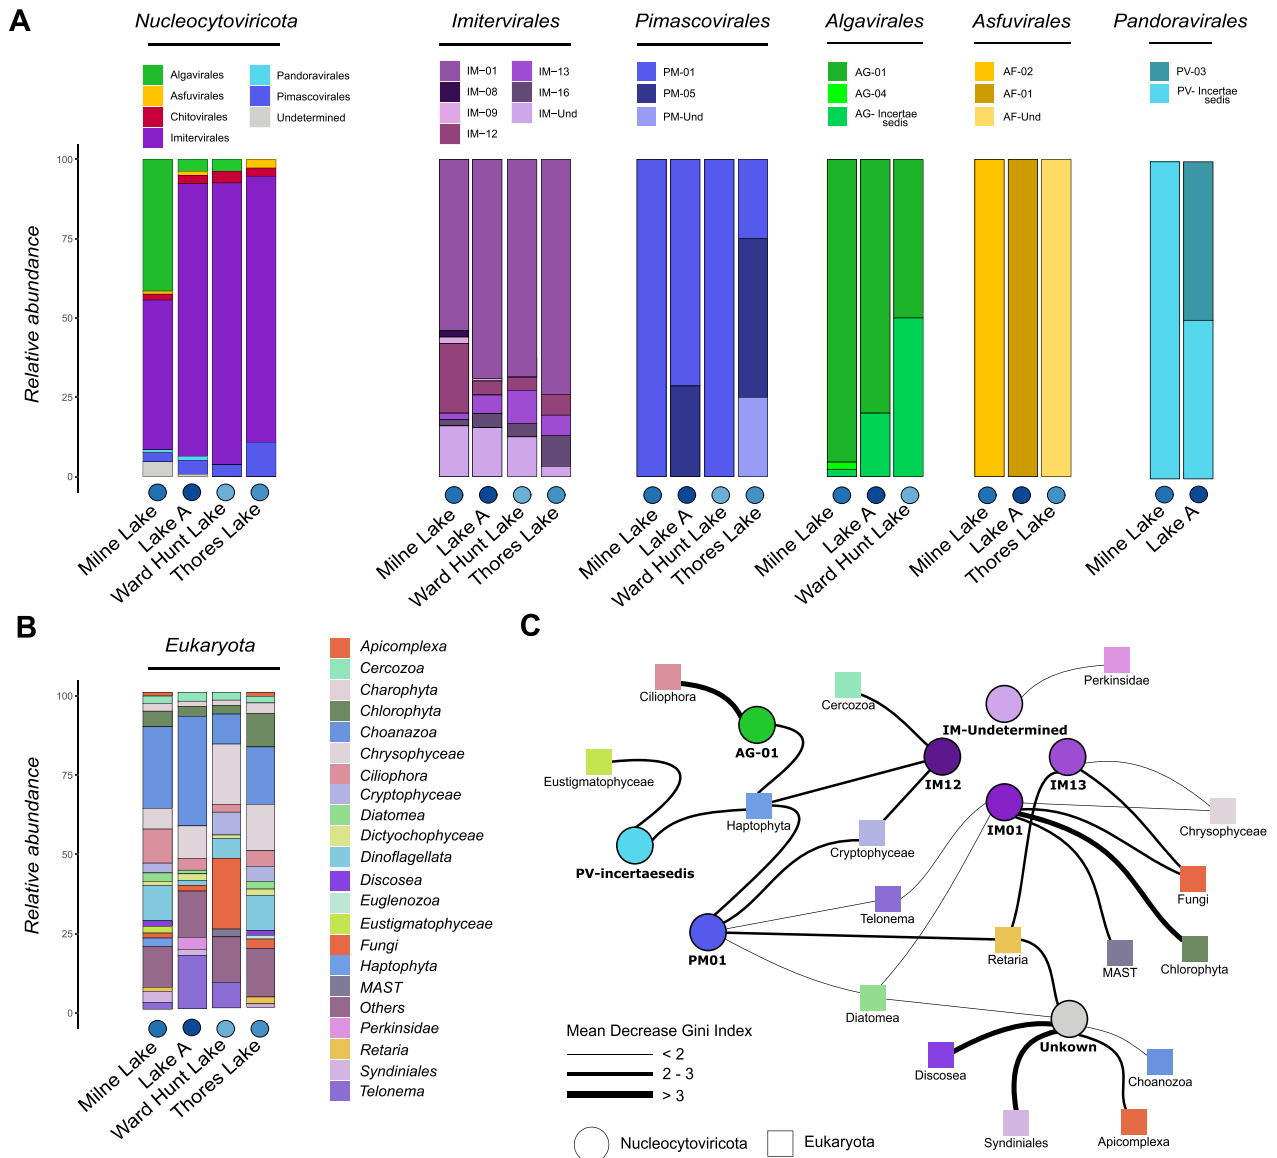 A
Nucleocytoviricota
Imitervirales
Pimascovirales
Algavirales
Asfuvirales
Pandoravirales
Algavirales
Asfuvirales
Chitovirales
Imitervirales
Pandoravirales
Pimascovirales
Undetermined
IM−01
IM−08
IM−09
IM−12
IM−13
IM−16
IM−Und
PM-01
PM-05
PM-Und
AG-01
AG-04
AG- Incertae
sedis
AF-02
AF-01
AF-Und
PV-03
PV- Incertae
sedis
Relative abundance
100
75
50
25
0
Milne Lake
Lake A
Ward Hunt Lake
Thores Lake
Milne Lake
Lake A
Ward Hunt Lake
Thores Lake
Milne Lake
Lake A
Ward Hunt Lake
Thores Lake
Milne Lake
Lake A
Ward Hunt Lake
Milne Lake
Lake A
Thores Lake
Milne Lake
Lake A
B
Eukaryota
Relative abundance
100
75
50
25
0
Milne Lake
Lake A
Ward Hunt Lake
Thores Lake
Apicomplexa
Cercozoa
Charophyta
Chlorophyta
Choanazoa
Chrysophyceae
Ciliophora
Cryptophyceae
Diatomea
Dictyochophyceae
Dinoflagellata
Discosea
Euglenozoa
Eustigmatophyceae
Fungi
Haptophyta
MAST
Others
Perkinsidae
Retaria
Syndiniales
Telonema
C
Ciliophora
Cercozoa
Perkinsidae
AG-01
IM-Undetermined
Eustigmatophyceae
IM12
IM13
Haptophyta
IM01
Chrysophyceae
PV-incertaesedis
Cryptophyceae
Telonema
Fungi
PM01
Retaria
MAST
Chlorophyta
Diatomea
Unkown
Discosea
Choanozoa
Syndiniales
Apicomplexa
Mean Decrease Gini Index
< 2
2 - 3
> 3
Nucleocytoviricota
Eukaryota